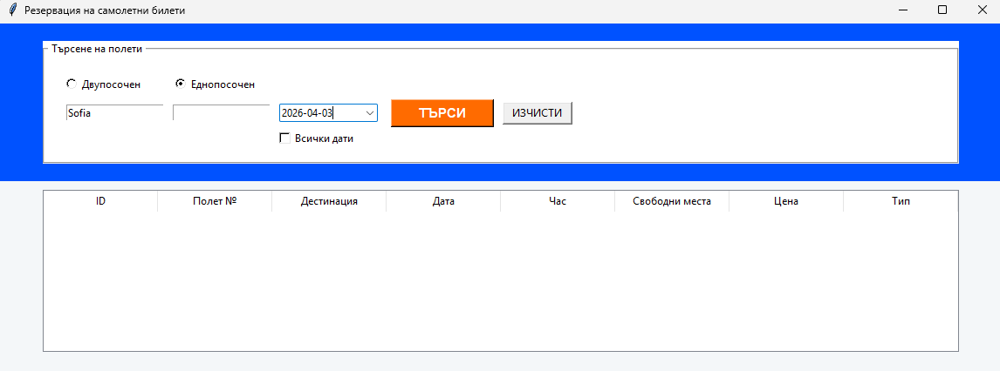 Резервация на самолетни билети
Търсене на полети
Двупосочен Еднопосочен
Sofia 2026-04-03 ТЪРСИ ИЗЧИСТИ
Всички дати
ID Полет № Дестинация Дата Час Свободни места Цена Тип